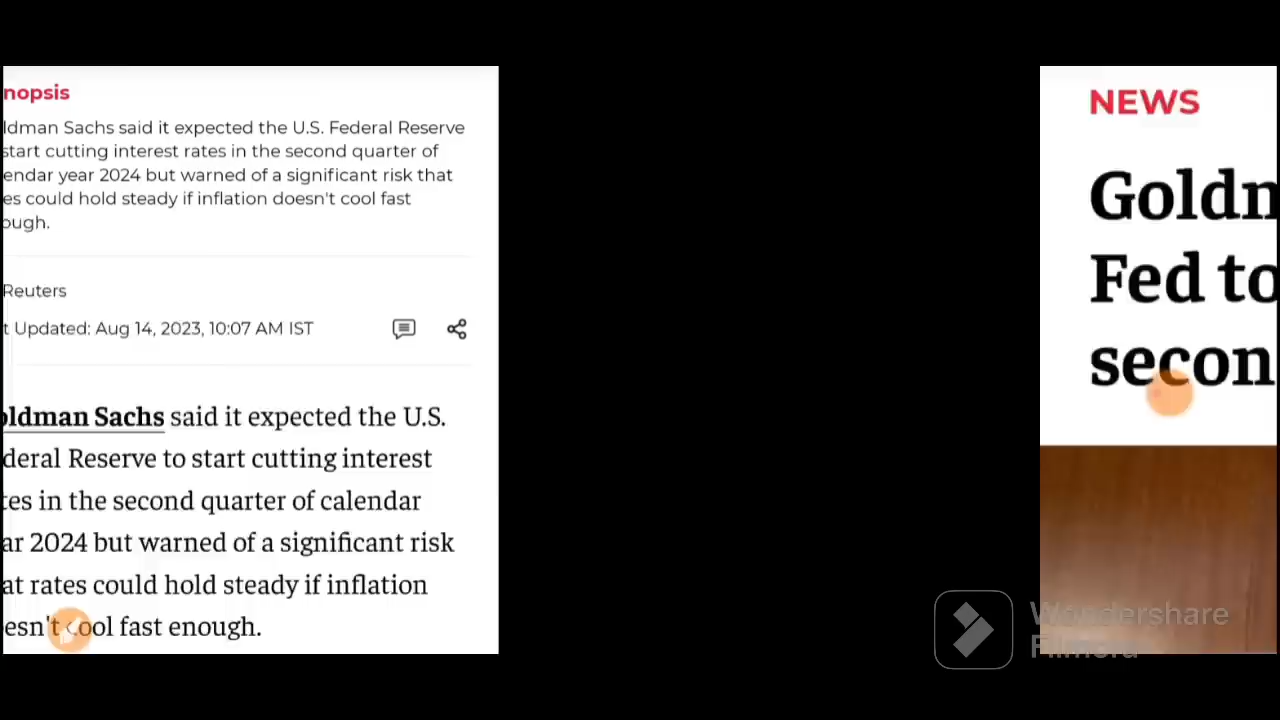 nopsis
ldman Sachs said it expected the U.S. Federal Reserve
start cutting interest rates in the second quarter of
endar year 2024 but warned of a significant risk that
es could hold steady if inflation doesn't cool fast
ough.
Reuters
t Updated: Aug 14, 2023, 10:07 AM IST
oldman Sachs said it expected the U.S.
deral Reserve to start cutting interest
tes in the second quarter of calendar
ar 2024 but warned of a significant risk
at rates could hold steady if inflation
esn't cool fast enough.
NEWS
Goldm
Fed to
secon
Wondershare
Filmora